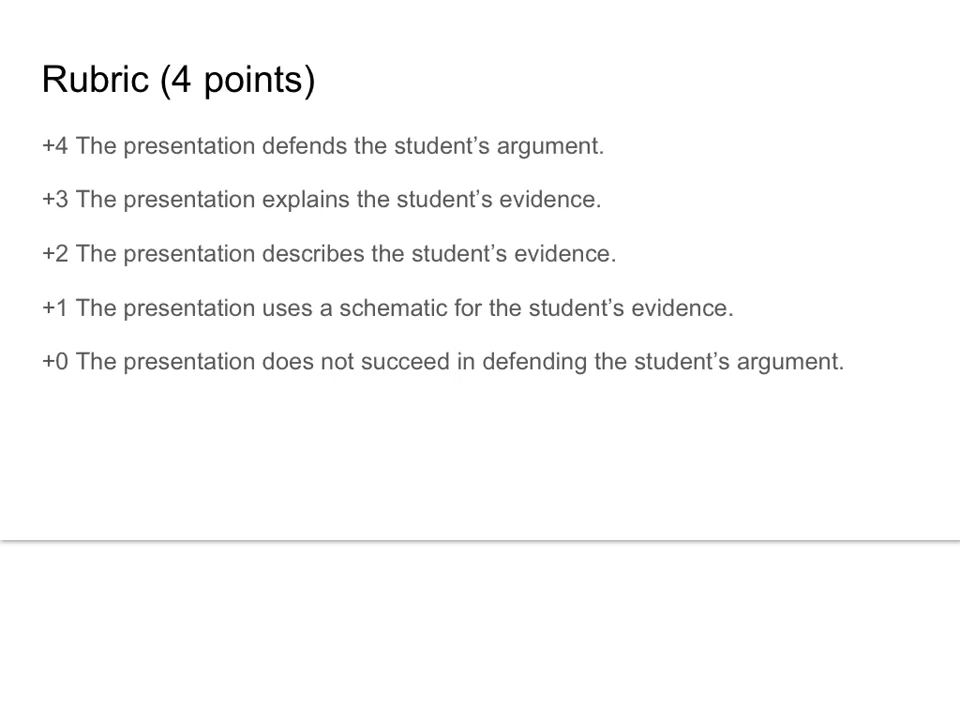 Rubric (4 points)
+4 The presentation defends the student’s argument.
+3 The presentation explains the student’s evidence.
+2 The presentation describes the student’s evidence.
+1 The presentation uses a schematic for the student’s evidence.
+0 The presentation does not succeed in defending the student’s argument.